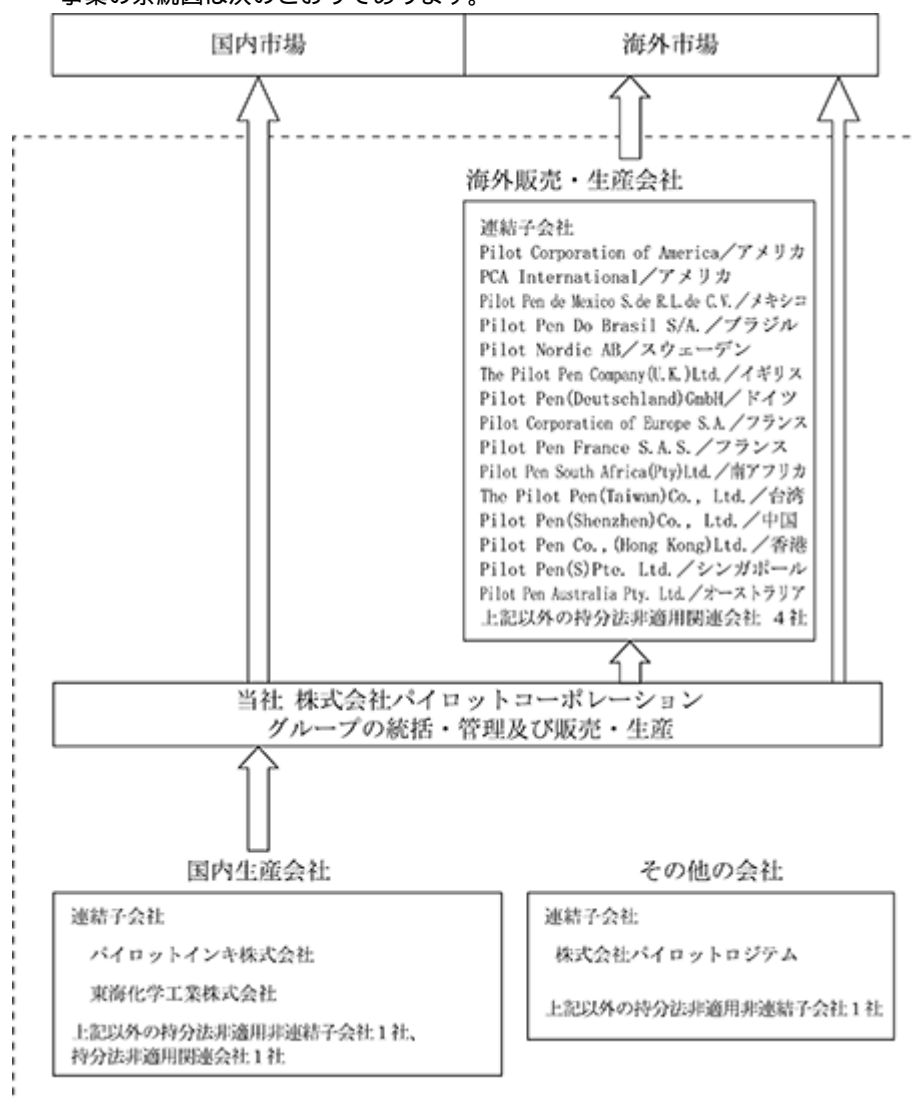 事業の系統図は次のとおりであります。
国内市場
海外市場
海外販売・生産会社
連結子会社
Pilot Corporation of America/アメリカ
PCA International/アメリカ
Pilot Pen de Mexico S.de R.L.de C.V./メキシコ
Pilot Pen Do Brasil S/A./ブラジル
Pilot Nordic AB/スウェーデン
The Pilot Pen Company(U.K.)Ltd./イギリス
Pilot Pen(Deutschland)GmbH/ドイツ
Pilot Corporation of Europe S.A./フランス
Pilot Pen France S.A.S./フランス
Pilot Pen South Africa(Pty)Ltd./南アフリカ
The Pilot Pen(Taiwan)Co., Ltd./台湾
Pilot Pen(Shenzhen)Co., Ltd./中国
Pilot Pen Co.,(Hong Kong)Ltd./香港
Pilot Pen(S)Pte. Ltd./シンガポール
Pilot Pen Australia Pty. Ltd./オーストラリア
上記以外の持分法非適用関連会社 4社
当社 株式会社パイロットコーポレーション
グループの統括・管理及び販売・生産
国内生産会社
連結子会社
パイロットインキ株式会社
東海化学工業株式会社
上記以外の持分法非適用非連結子会社1社、
持分法非適用関連会社1社
その他の会社
連結子会社
株式会社パイロットロジテム
上記以外の持分法非適用非連結子会社1社